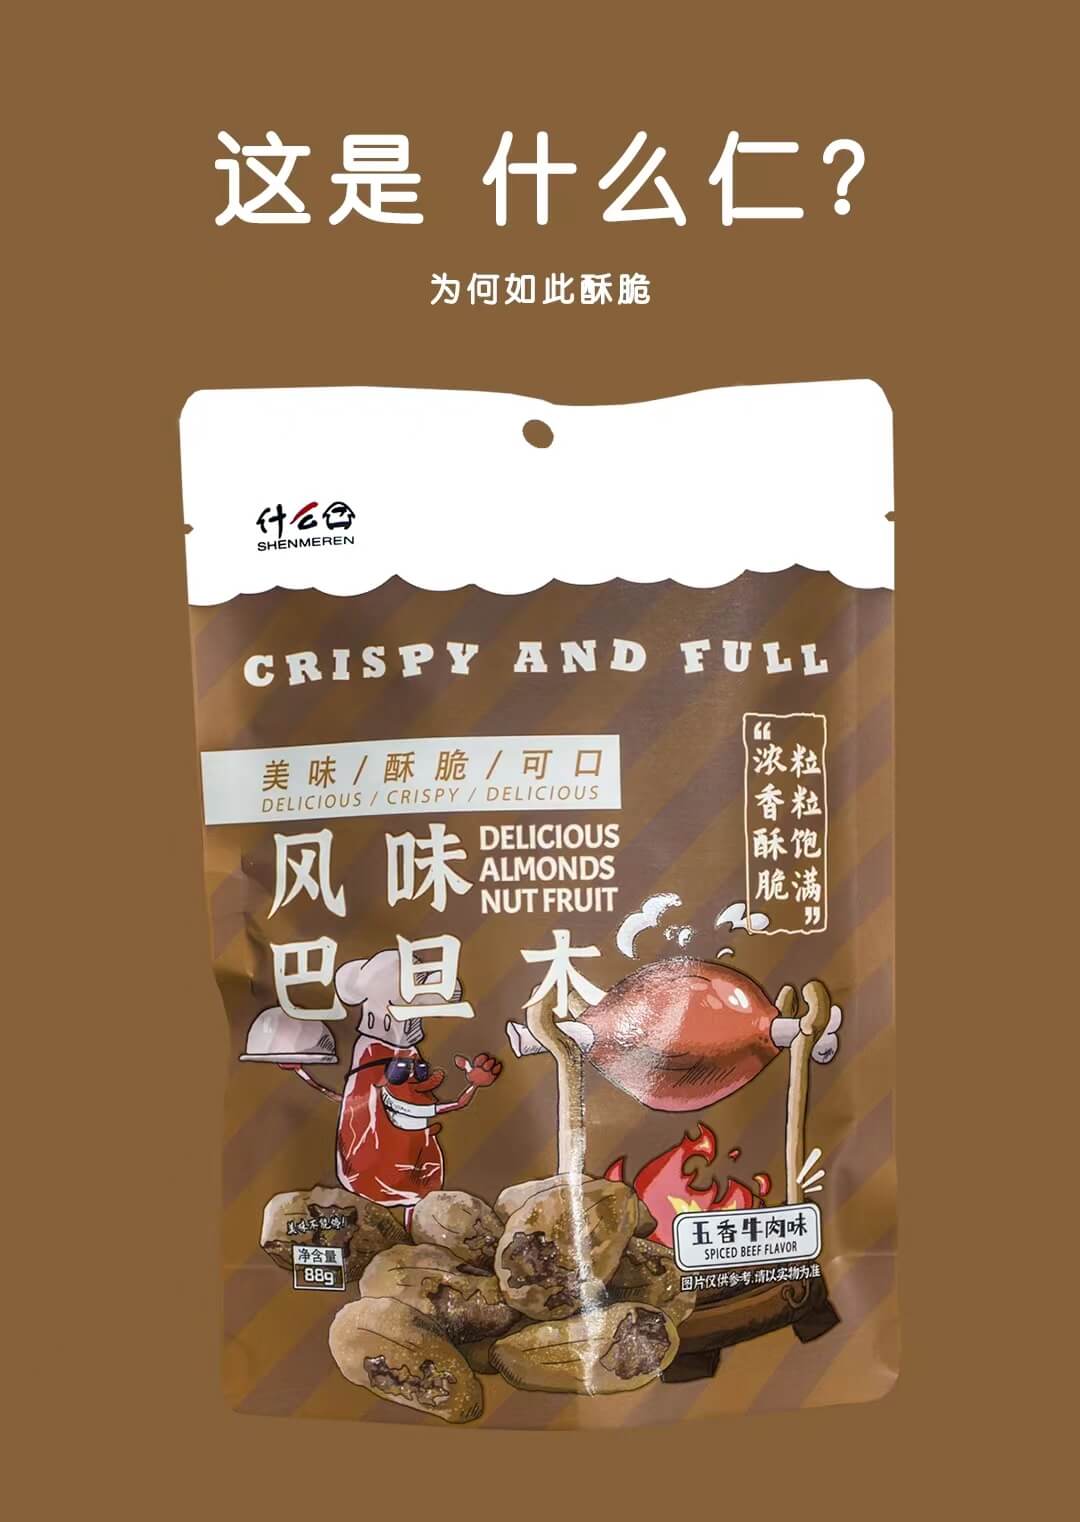 这是 什么仁?
为何如此酥脆
什么
SHENMEREN
CRISPY AND FULL
美味/酥脆/可口
DELICIOUS / CRISPY / DELICIOUS
风味
DELICIOUS
ALMONDS
NUT FRUIT
巴旦木
“粒粒饱满”
浓香酥脆
美味不能停!
净含量
88g
五香牛肉味
SPICED BEEF FLAVOR
图片仅供参考,请以实物为准